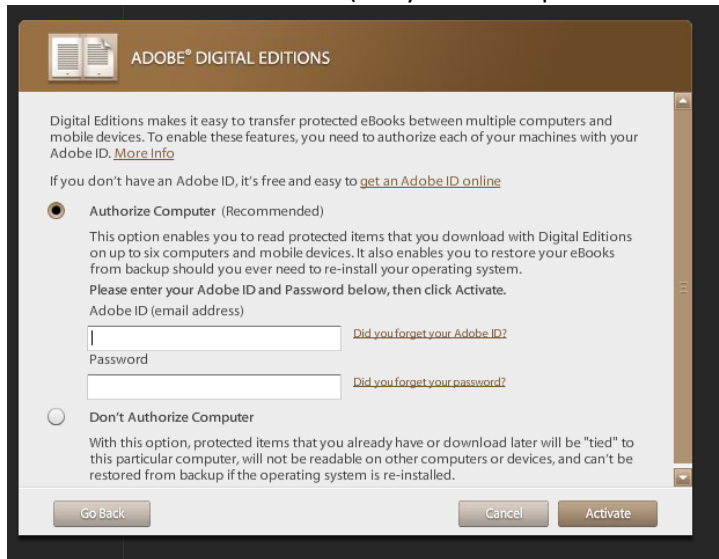 ADOBE® DIGITAL EDITIONS
Digital Editions makes it easy to transfer protected eBooks between multiple computers and
mobile devices. To enable these features, you need to authorize each of your machines with your
Adobe ID. More Info
If you don't have an Adobe ID, it's free and easy to get an Adobe ID online
Authorize Computer (Recommended)
This option enables you to read protected items that you download with Digital Editions
on up to six computers and mobile devices. It also enables you to restore your eBooks
from backup should you ever need to re-install your operating system.
Please enter your Adobe ID and Password below, then click Activate.
Adobe ID (email address)
Did you forget your Adobe ID?
Password
Did you forget your password?
Don't Authorize Computer
With this option, protected items that you already have or download later will be "tied" to
this particular computer, will not be readable on other computers or devices, and can't be
restored from backup if the operating system is re-installed.
Go Back
Cancel
Activate